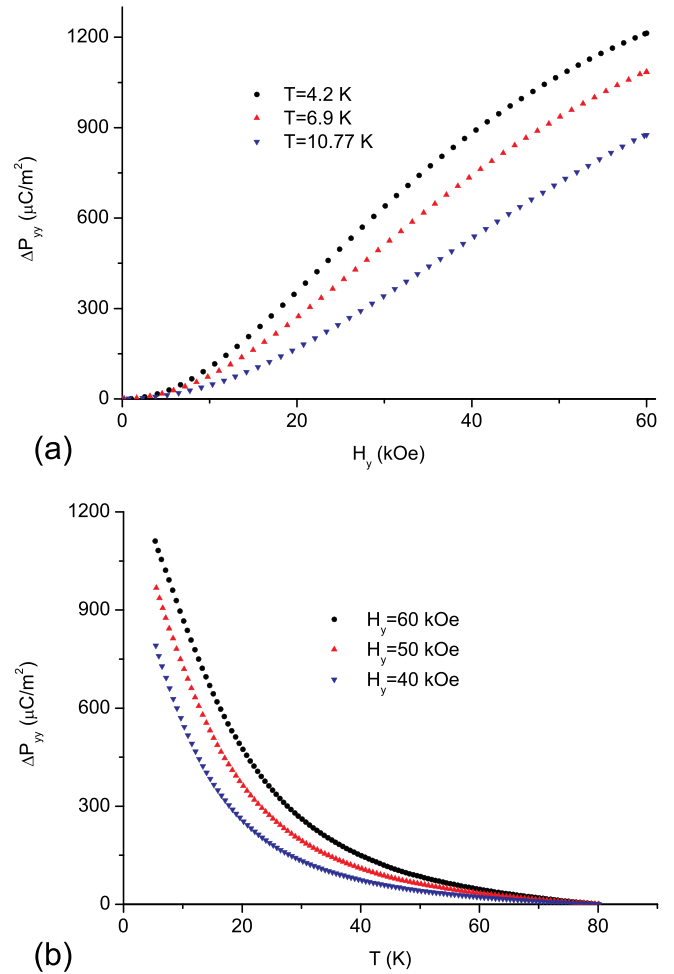 1200
900
600
300
0
ΔPyy (μC/m²)
T=4.2 K
T=6.9 K
T=10.77 K
0 20 40 60
Hy (kOe)
(a)
1200
900
600
300
0
ΔPyy (μC/m²)
Hy=60 kOe
Hy=50 kOe
Hy=40 kOe
0 20 40 60 80
T (K)
(b)